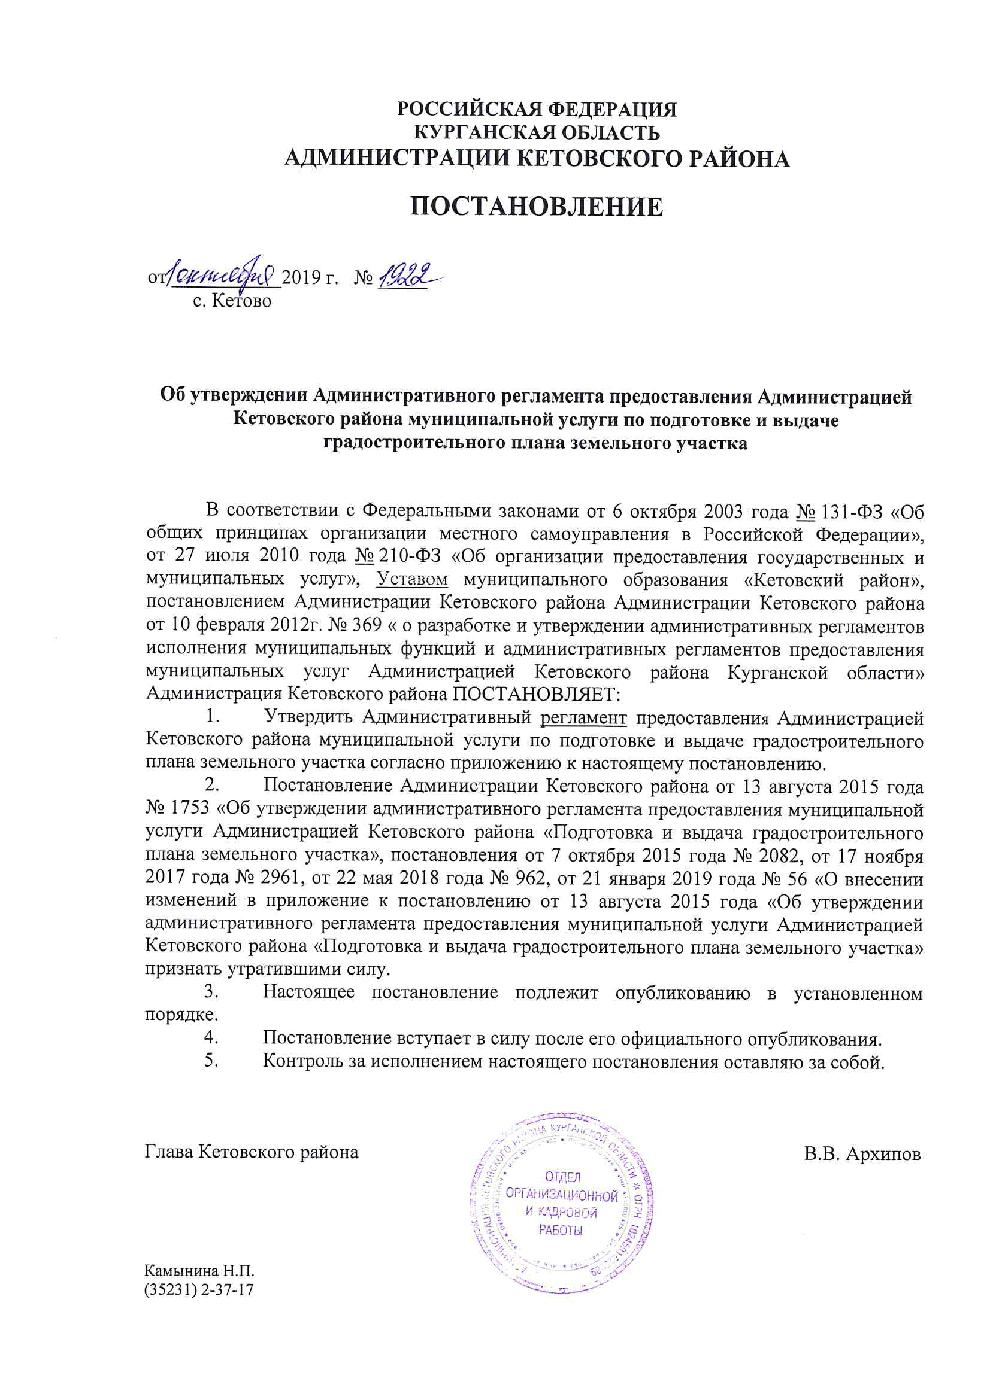 РОССИЙСКАЯ ФЕДЕРАЦИЯ
КУРГАНСКАЯ ОБЛАСТЬ
АДМИНИСТРАЦИИ КЕТОВСКОГО РАЙОНА
ПОСТАНОВЛЕНИЕ
от 1 октября 2019 г. № 1922
с. Кетово
Об утверждении Административного регламента предоставления Администрацией
Кетовского района муниципальной услуги по подготовке и выдаче
градостроительного плана земельного участка
В соответствии с Федеральными законами от 6 октября 2003 года № 131-ФЗ «Об
общих принципах организации местного самоуправления в Российской Федерации»,
от 27 июля 2010 года № 210-ФЗ «Об организации предоставления государственных и
муниципальных услуг», Уставом муниципального образования «Кетовский район»,
постановлением Администрации Кетовского района Администрации Кетовского района
от 10 февраля 2012г. № 369 « о разработке и утверждении административных регламентов
исполнения муниципальных функций и административных регламентов предоставления
муниципальных услуг Администрацией Кетовского района Курганской области»
Администрация Кетовского района ПОСТАНОВЛЯЕТ:
1. Утвердить Административный регламент предоставления Администрацией
Кетовского района муниципальной услуги по подготовке и выдаче градостроительного
плана земельного участка согласно приложению к настоящему постановлению.
2. Постановление Администрации Кетовского района от 13 августа 2015 года
№ 1753 «Об утверждении административного регламента предоставления муниципальной
услуги Администрацией Кетовского района «Подготовка и выдача градостроительного
плана земельного участка», постановления от 7 октября 2015 года № 2082, от 17 ноября
2017 года № 2961, от 22 мая 2018 года № 962, от 21 января 2019 года № 56 «О внесении
изменений в приложение к постановлению от 13 августа 2015 года «Об утверждении
административного регламента предоставления муниципальной услуги Администрацией
Кетовского района «Подготовка и выдача градостроительного плана земельного участка»
признать утратившими силу.
3. Настоящее постановление подлежит опубликованию в установленном
порядке.
4. Постановление вступает в силу после его официального опубликования.
5. Контроль за исполнением настоящего постановления оставляю за собой.
Глава Кетовского района В.В. Архипов
КУРГАНСКОЙ ОБЛАСТИ
ОТДЕЛ
ОРГАНИЗАЦИОННОЙ
И КАДРОВОЙ
РАБОТЫ
Камынина Н.П.
(35231) 2-37-17